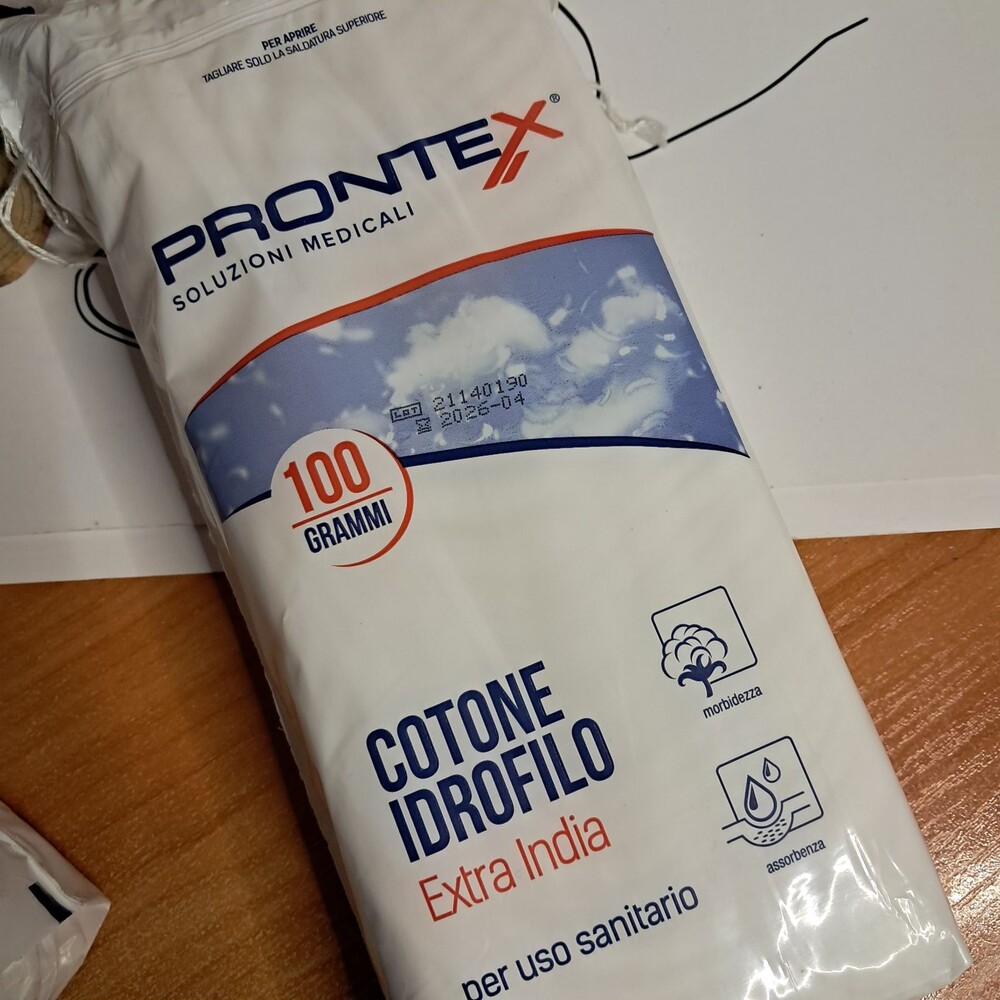 PER APRIRE
TAGLIARE SOLO LA SALDATURA SUPERIORE
PRONTEX®
SOLUZIONI MEDICALI
LOT 21140190
2026-04
100
GRAMMI
COTONE
IDROFILO
Extra India
per uso sanitario
morbidezza
assorbenza